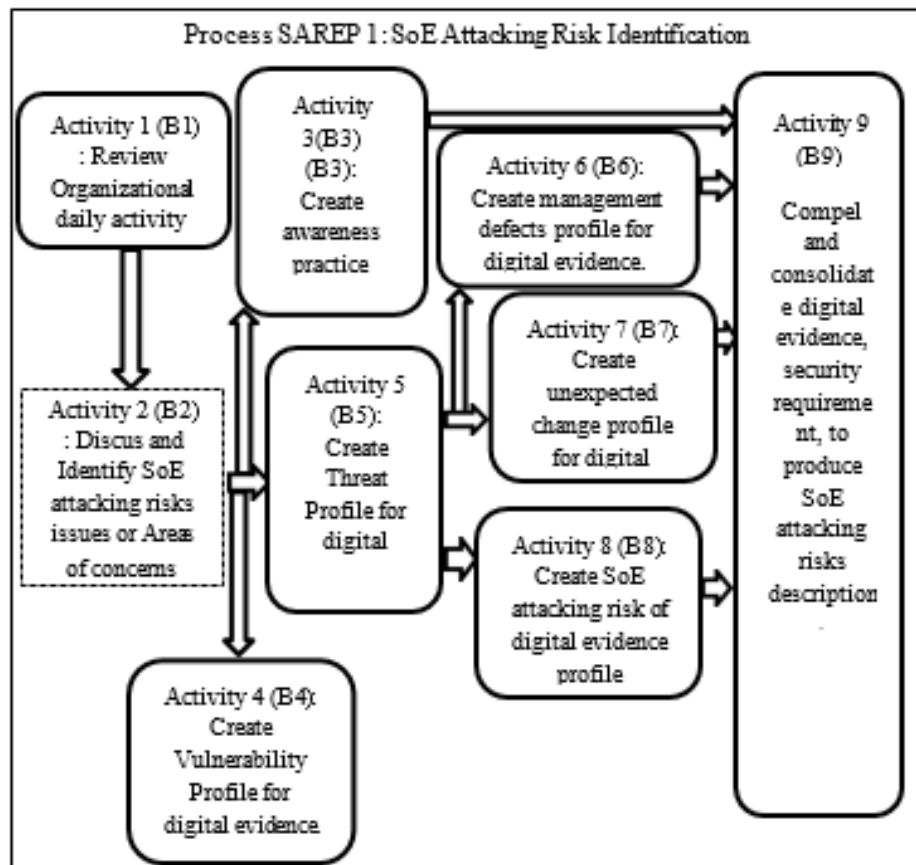 Process SAREP 1: SoE Attacking Risk Identification
Activity 1 (B1)
: Review
Organizational
daily activity
Activity 2 (B2)
: Discus and
Identify SoE
attacking risks
issues or Areas
of concerns
Activity
3(B3)
(B3):
Create
awareness
practice
Activity 4 (B4):
Create
Vulnerability
Profile for
digital evidence.
Activity 5
(B5):
Create
Threat
Profile for
digital
Activity 6 (B6):
Create management
defects profile for
digital evidence.
Activity 7 (B7):
Create
unexpected
change profile
for digital
Activity 8 (B8):
Create SoE
attacking risk of
digital evidence
profile
Activity 9
(B9)
Compel
and
consolidat
e digital
evidence,
security
requireme
nt, to
produce
SoE
attacking
risks
description
.